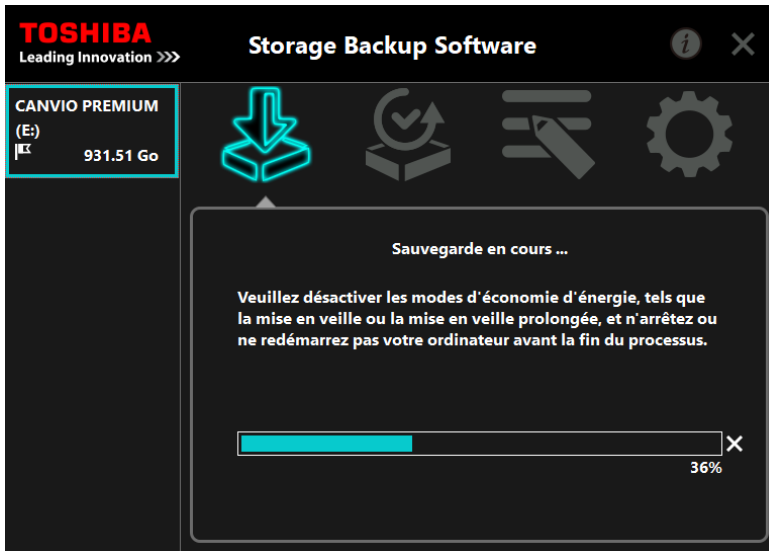 TOSHIBA
Leading Innovation >>>
Storage Backup Software
i
CANVIO PREMIUM
(E:)
931.51 Go
Sauvegarde en cours ...
Veuillez désactiver les modes d'économie d'énergie, tels que
la mise en veille ou la mise en veille prolongée, et n'arrêtez ou
ne redémarrez pas votre ordinateur avant la fin du processus.
36%